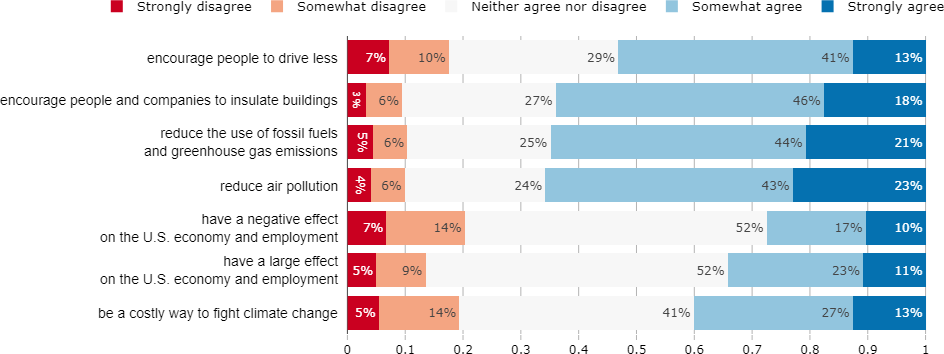 Strongly disagree Somewhat disagree Neither agree nor disagree Somewhat agree Strongly agree
encourage people to drive less 7% 10% 29% 41% 13%
encourage people and companies to insulate buildings 3% 6% 27% 46% 18%
reduce the use of fossil fuels
and greenhouse gas emissions 5% 6% 25% 44% 21%
reduce air pollution 4% 6% 24% 43% 23%
have a negative effect
on the U.S. economy and employment 7% 14% 52% 17% 10%
have a large effect
on the U.S. economy and employment 5% 9% 52% 23% 11%
be a costly way to fight climate change 5% 14% 41% 27% 13%
0 0.1 0.2 0.3 0.4 0.5 0.6 0.7 0.8 0.9 1